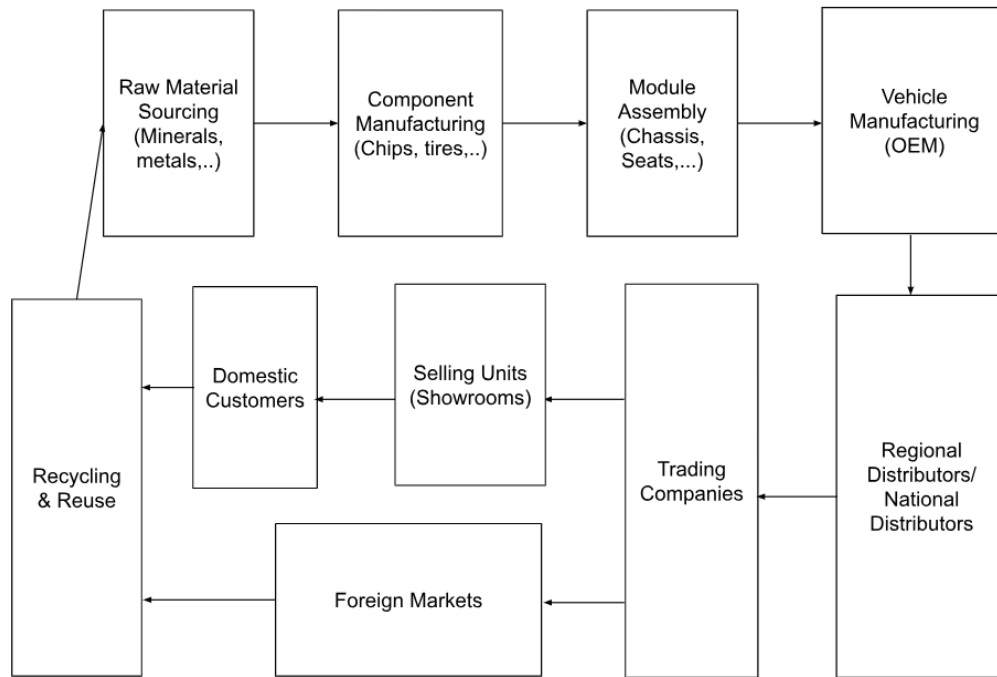 Raw Material
Sourcing
(Minerals,
metals,..)
Component
Manufacturing
(Chips, tires,..)
Module
Assembly
(Chassis,
Seats,...)
Vehicle
Manufacturing
(OEM)
Regional
Distributors/
National
Distributors
Trading
Companies
Selling Units
(Showrooms)
Domestic
Customers
Foreign Markets
Recycling
& Reuse